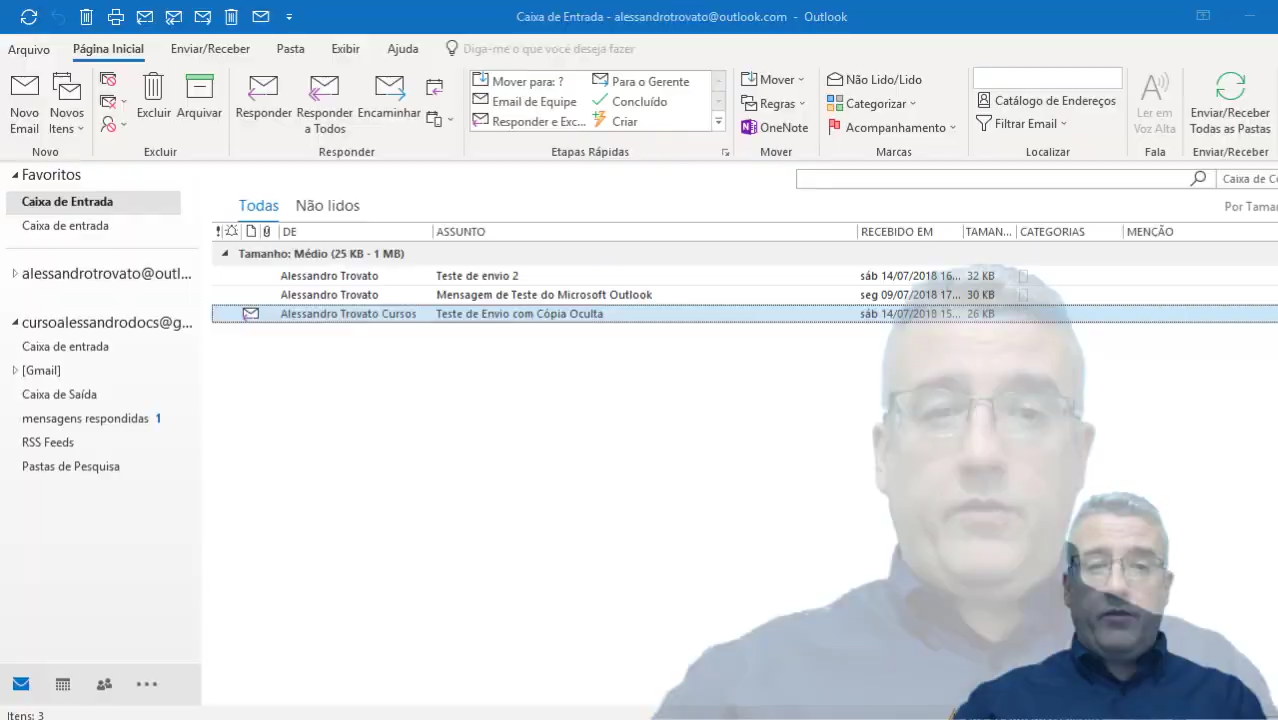 Caixa de Entrada - alessandrotrovato@outlook.com - Outlook
Arquivo Página Inicial Enviar/Receber Pasta Exibir Ajuda Diga-me o que você deseja fazer
Novo Email
Novos Itens
Novo
Excluir
Arquivar
Excluir
Responder
Responder a Todos
Encaminhar
Responder
Mover para: ?
Para o Gerente
Email de Equipe
Concluído
Responder e Exc...
Criar
Etapas Rápidas
Mover
Regras
OneNote
Mover
Não Lido/Lido
Categorizar
Acompanhamento
Marcas
Catálogo de Endereços
Filtrar Email
Localizar
Ler em Voz Alta
Fala
Enviar/Receber Todas as Pastas
Enviar/Receber
Favoritos
Caixa de Entrada
Caixa de entrada
alessandrotrovato@outl...
cursoalessandrodocs@g...
Caixa de entrada
[Gmail]
Caixa de Saída
mensagens respondidas 1
RSS Feeds
Pastas de Pesquisa
Itens: 3
Caixa de C
Todas Não lidos
Por Taman
DE ASSUNTO RECEBIDO EM TAMAN... CATEGORIAS MENÇÃO
Tamanho: Médio (25 KB - 1 MB)
Alessandro Trovato Teste de envio 2 sáb 14/07/2018 16... 32 KB
Alessandro Trovato Mensagem de Teste do Microsoft Outlook seg 09/07/2018 17... 30 KB
Alessandro Trovato Cursos Teste de Envio com Cópia Oculta sáb 14/07/2018 15... 26 KB